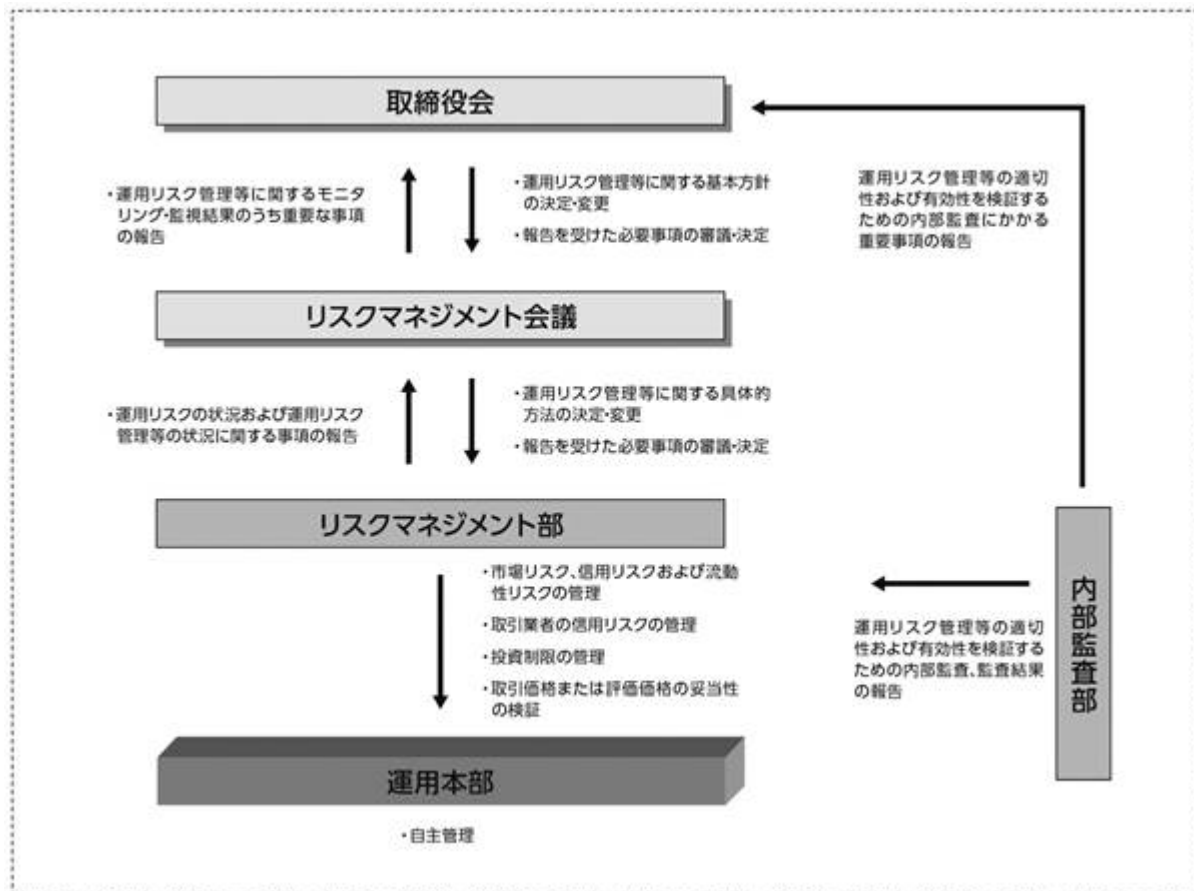 取締役会
・運用リスク管理等に関するモニタ
リング・監視結果のうち重要な事項
の報告
・運用リスク管理等に関する基本方針
の決定・変更
・報告を受けた必要事項の審議・決定
運用リスク管理等の適切
性および有効性を検証する
ための内部監査にかかる
重要事項の報告
リスクマネジメント会議
・運用リスクの状況および運用リスク
管理等の状況に関する事項の報告
・運用リスク管理等に関する具体的
方法の決定・変更
・報告を受けた必要事項の審議・決定
リスクマネジメント部
・市場リスク、信用リスクおよび流動
性リスクの管理
・取引業者の信用リスクの管理
・投資制限の管理
・取引価格または評価価格の妥当性
の検証
運用リスク管理等の適切
性および有効性を検証する
ための内部監査、監査結果
の報告
内部監査部
運用本部
・自主管理